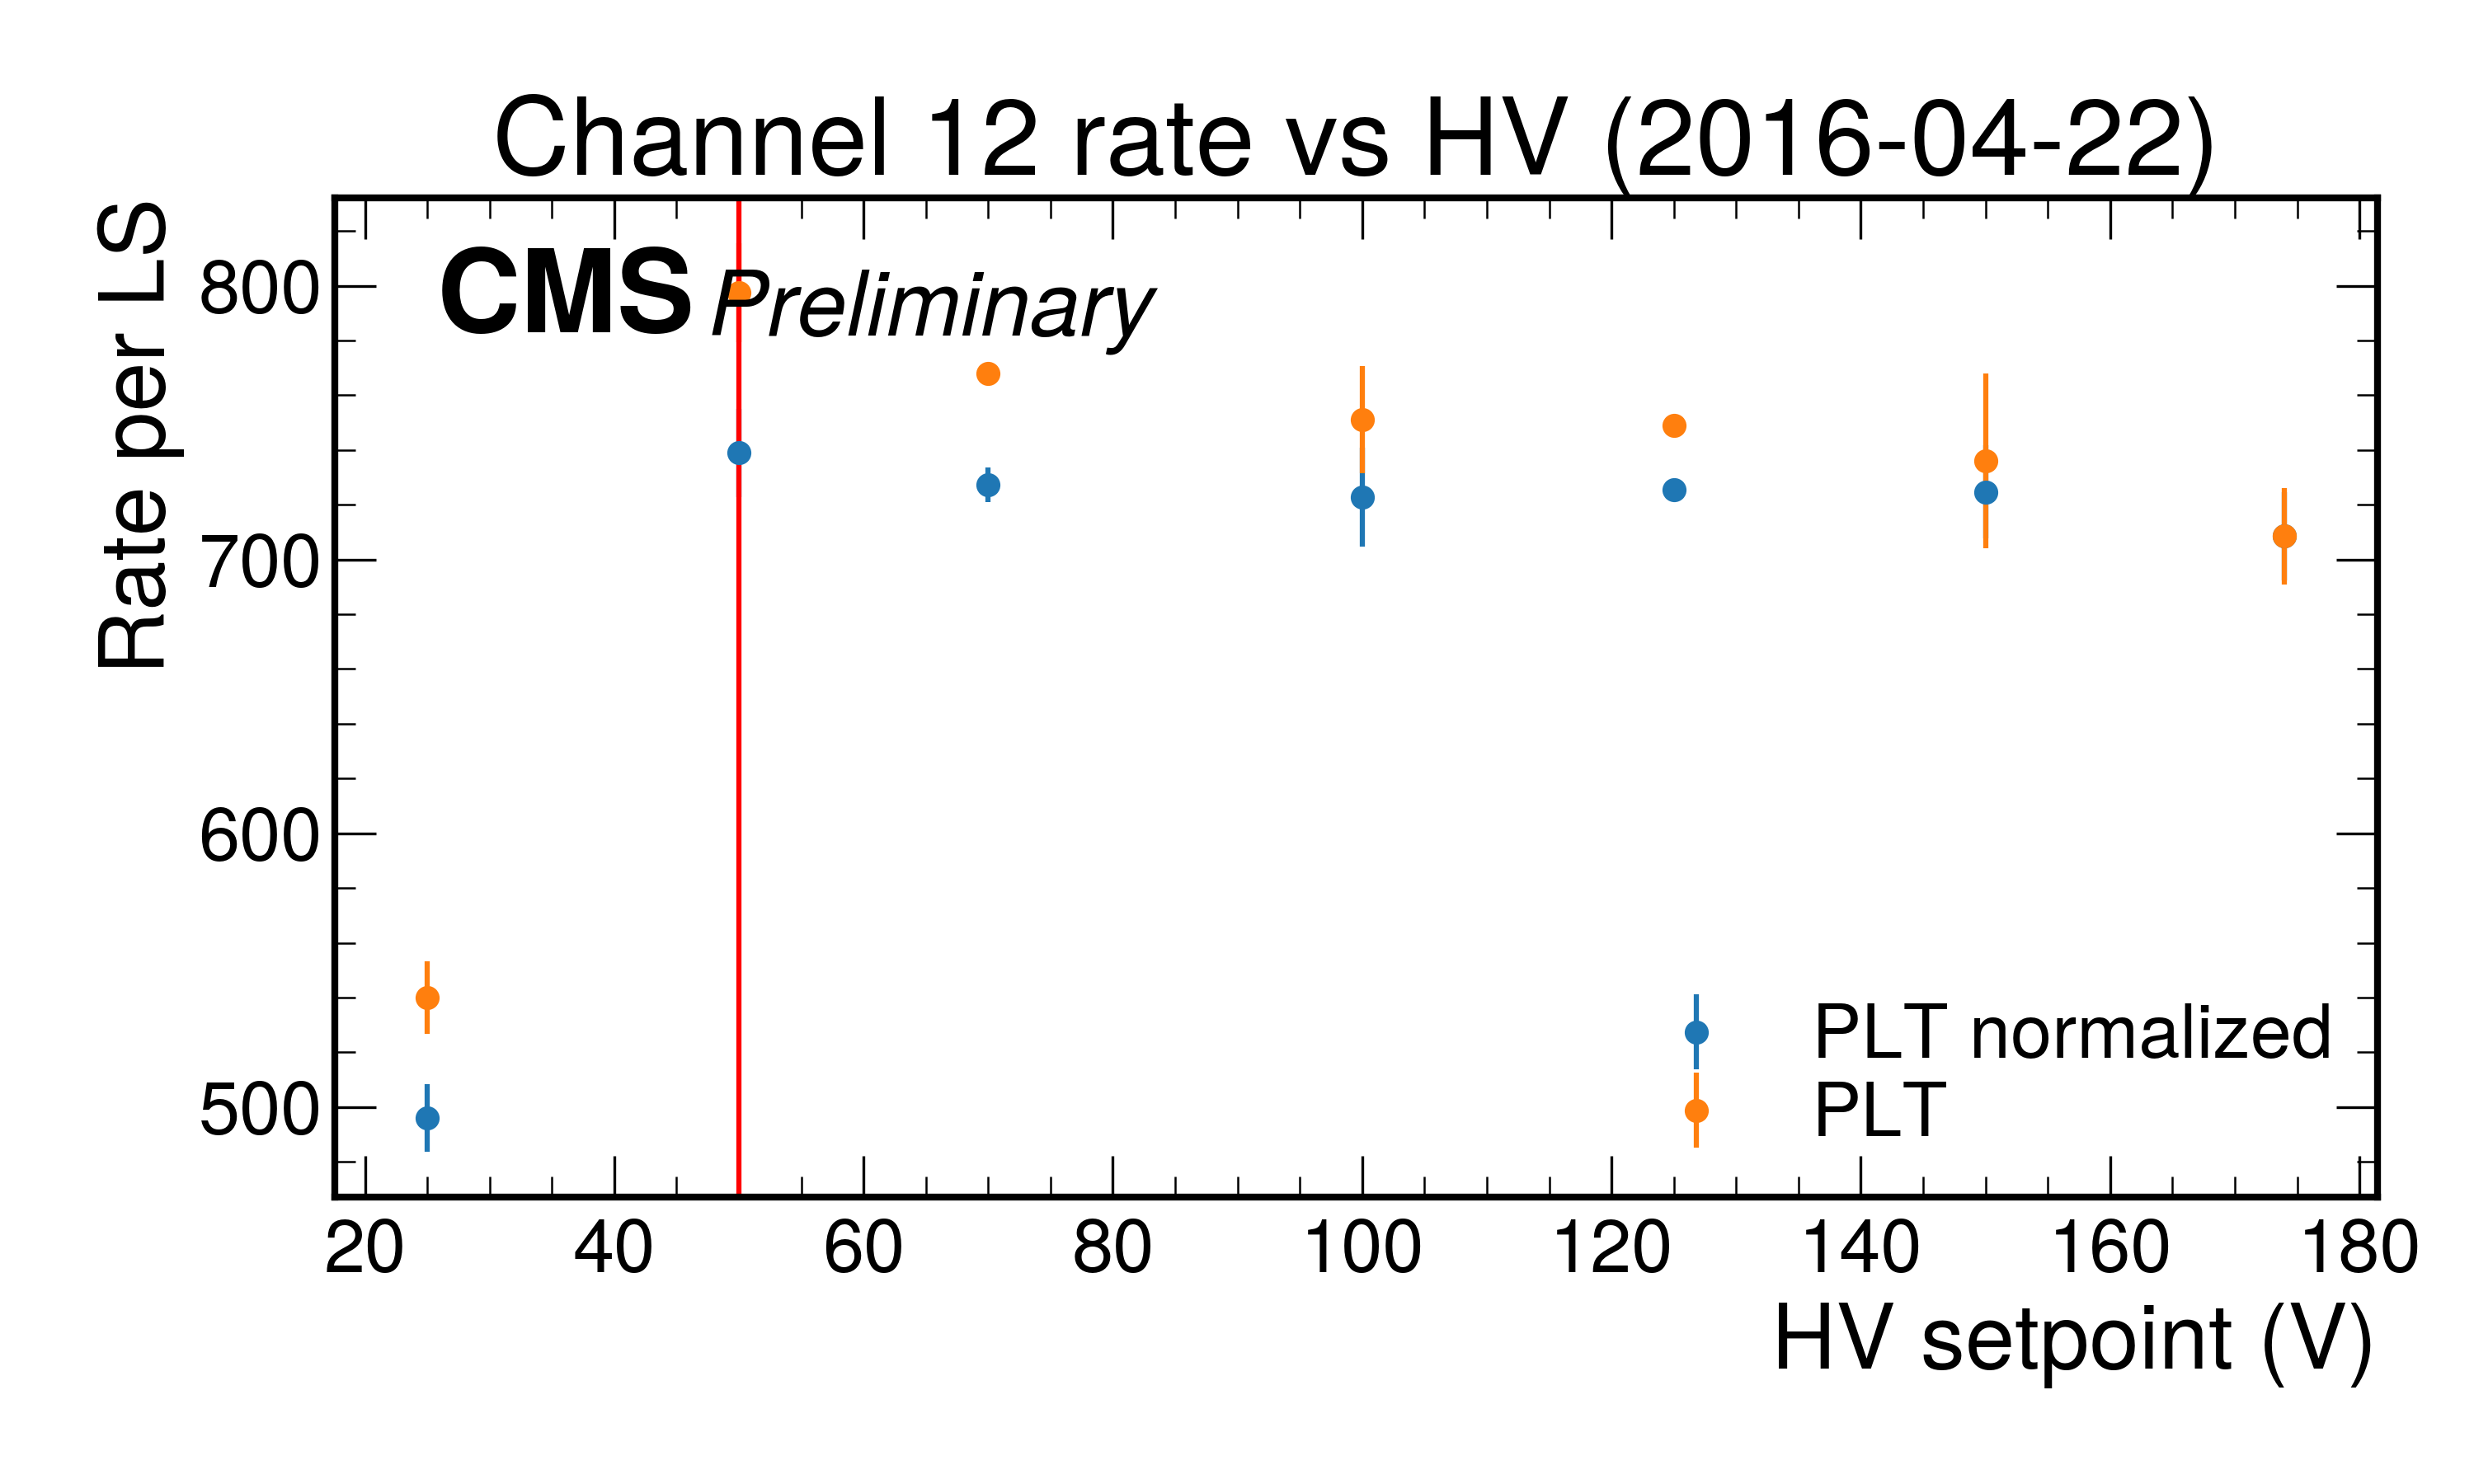 Channel 12 rate vs HV (2016-04-22)
CMS Preliminary
Rate per LS
800
700
600
500
PLT normalized
PLT
20 40 60 80 100 120 140 160 180
HV setpoint (V)